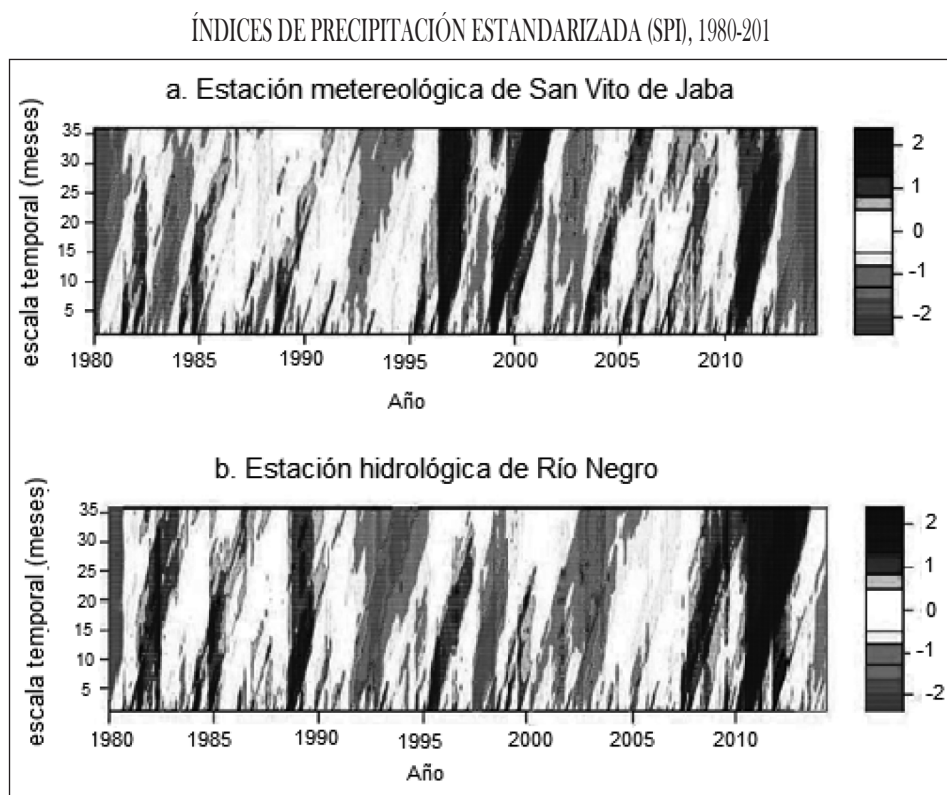 ÍNDICES DE PRECIPITACIÓN ESTANDARIZADA (SPI), 1980-201
a. Estación metereológica de San Vito de Jaba
escala temporal (meses)
35
30
25
20
15
10
5
1980 1985 1990 1995 2000 2005 2010
Año
2
1
0
-1
-2
b. Estación hidrológica de Río Negro
escala temporal (meses)
35
30
25
20
15
10
5
1980 1985 1990 1995 2000 2005 2010
Año
2
1
0
-1
-2